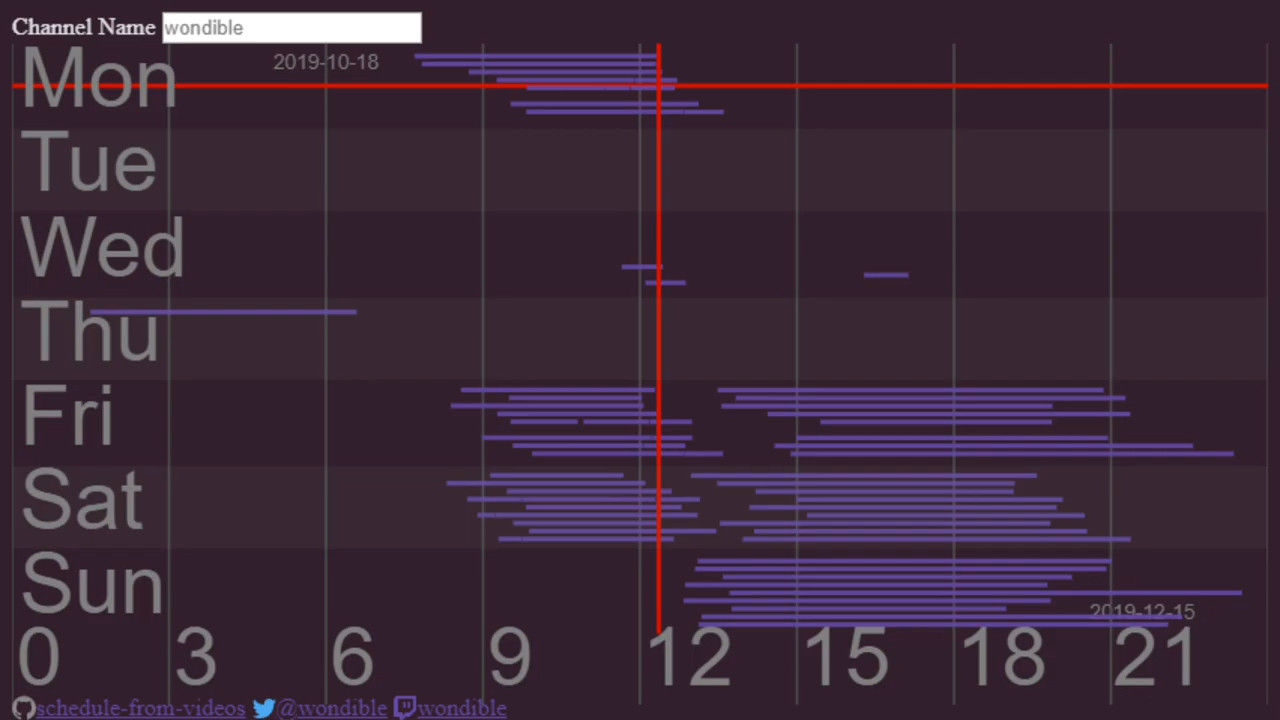 Channel Name wondible
2019-10-18
Mon
Tue
Wed
Thu
Fri
Sat
Sun
2019-12-15
0 3 6 9 12 15 18 21
schedule-from-videos @wondible wondible